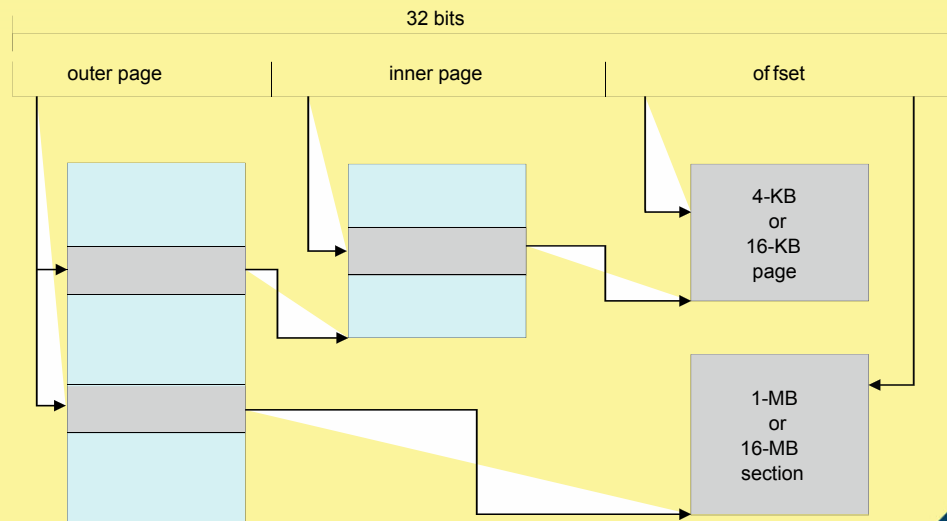 32 bits
outer page
inner page
of fset
4-KB
or
16-KB
page
1-MB
or
16-MB
section